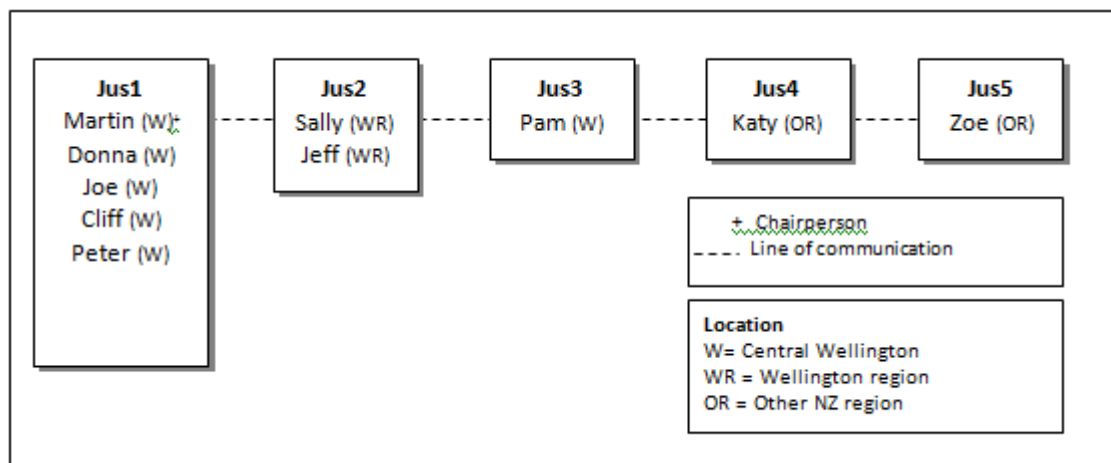 Jus1
Martin (W)+
Donna (W)
Joe (W)
Cliff (W)
Peter (W)
Jus2
Sally (WR)
Jeff (WR)
Jus3
Pam (W)
Jus4
Katy (OR)
Jus5
Zoe (OR)
+ Chairperson
----- Line of communication
Location
W= Central Wellington
WR = Wellington region
OR = Other NZ region